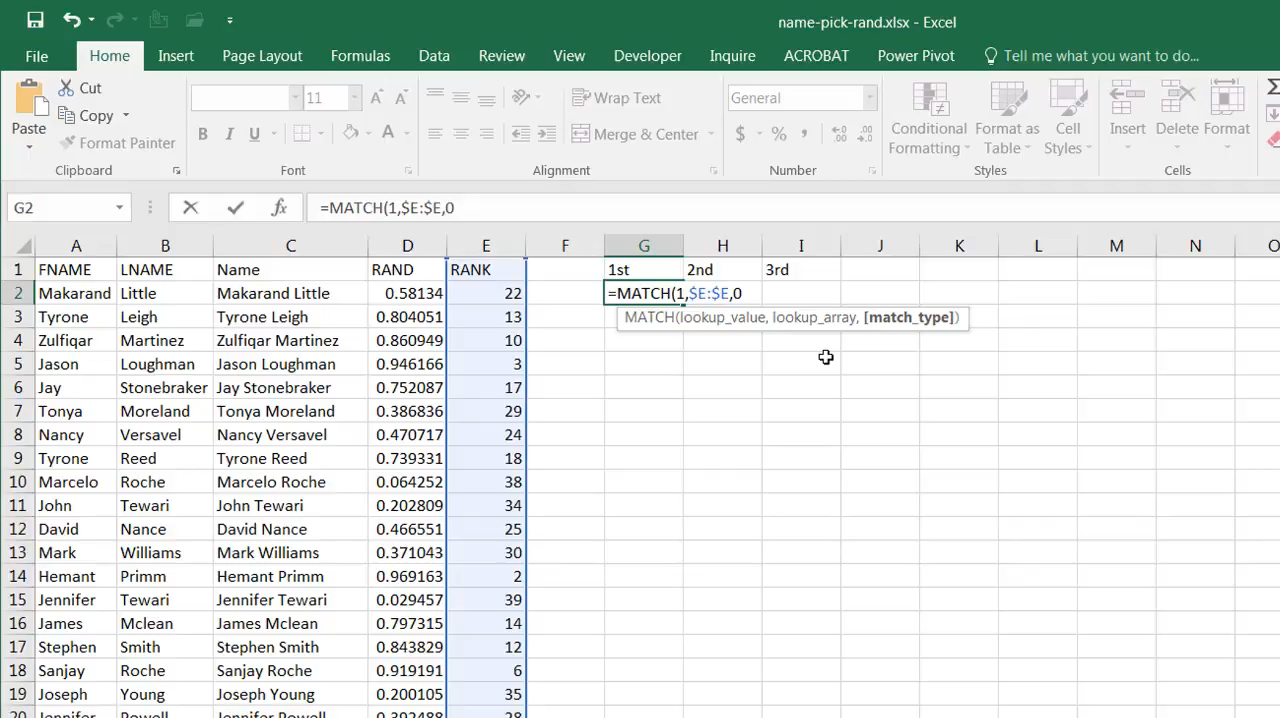 name-pick-rand.xlsx - Excel
File Home Insert Page Layout Formulas Data Review View Developer Inquire ACROBAT Power Pivot Tell me what you want to do...
Paste
Cut
Copy
Format Painter
Clipboard
11 A A
B I U A
Font
Wrap Text
Merge & Center
Alignment
General
$ % ,
Number
Conditional Formatting
Format as Table
Cell Styles
Styles
Insert Delete Format
Cells
G2 fx =MATCH(1,$E:$E,0
A B C D E F G H I J K L M N O
1 FNAME LNAME Name RAND RANK 1st 2nd 3rd
2 Makarand Little Makarand Little 0.58134 22 =MATCH(1,$E:$E,0
MATCH(lookup_value, lookup_array, [match_type])
3 Tyrone Leigh Tyrone Leigh 0.804051 13
4 Zulfiqar Martinez Zulfiqar Martinez 0.860949 10
5 Jason Loughman Jason Loughman 0.946166 3
6 Jay Stonebraker Jay Stonebraker 0.752087 17
7 Tonya Moreland Tonya Moreland 0.386836 29
8 Nancy Versavel Nancy Versavel 0.470717 24
9 Tyrone Reed Tyrone Reed 0.739331 18
10 Marcelo Roche Marcelo Roche 0.064252 38
11 John Tewari John Tewari 0.202809 34
12 David Nance David Nance 0.466551 25
13 Mark Williams Mark Williams 0.371043 30
14 Hemant Primm Hemant Primm 0.969163 2
15 Jennifer Tewari Jennifer Tewari 0.029457 39
16 James Mclean James Mclean 0.797315 14
17 Stephen Smith Stephen Smith 0.843829 12
18 Sanjay Roche Sanjay Roche 0.919191 6
19 Joseph Young Joseph Young 0.200105 35
20 Jennifer Powell Jennifer Powell 0.392488 28